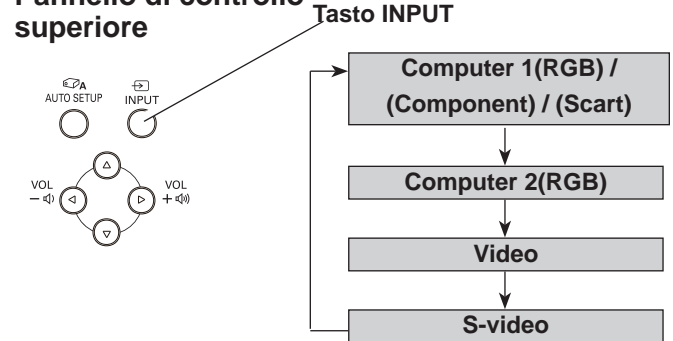 Pannello di controllo
superiore
Tasto INPUT
A
AUTO SETUP
INPUT
VOL
–
VOL
+
Computer 1(RGB) /
(Component) / (Scart)
Computer 2(RGB)
Video
S-video